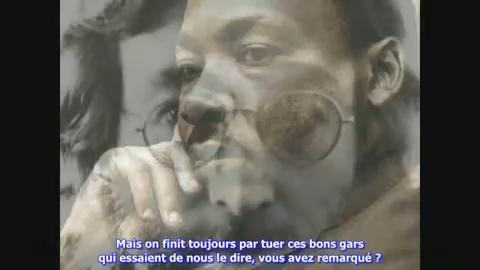 Mais on finit toujours par tuer ces bons gars
qui essaient de nous le dire, vous avez remarqué ?